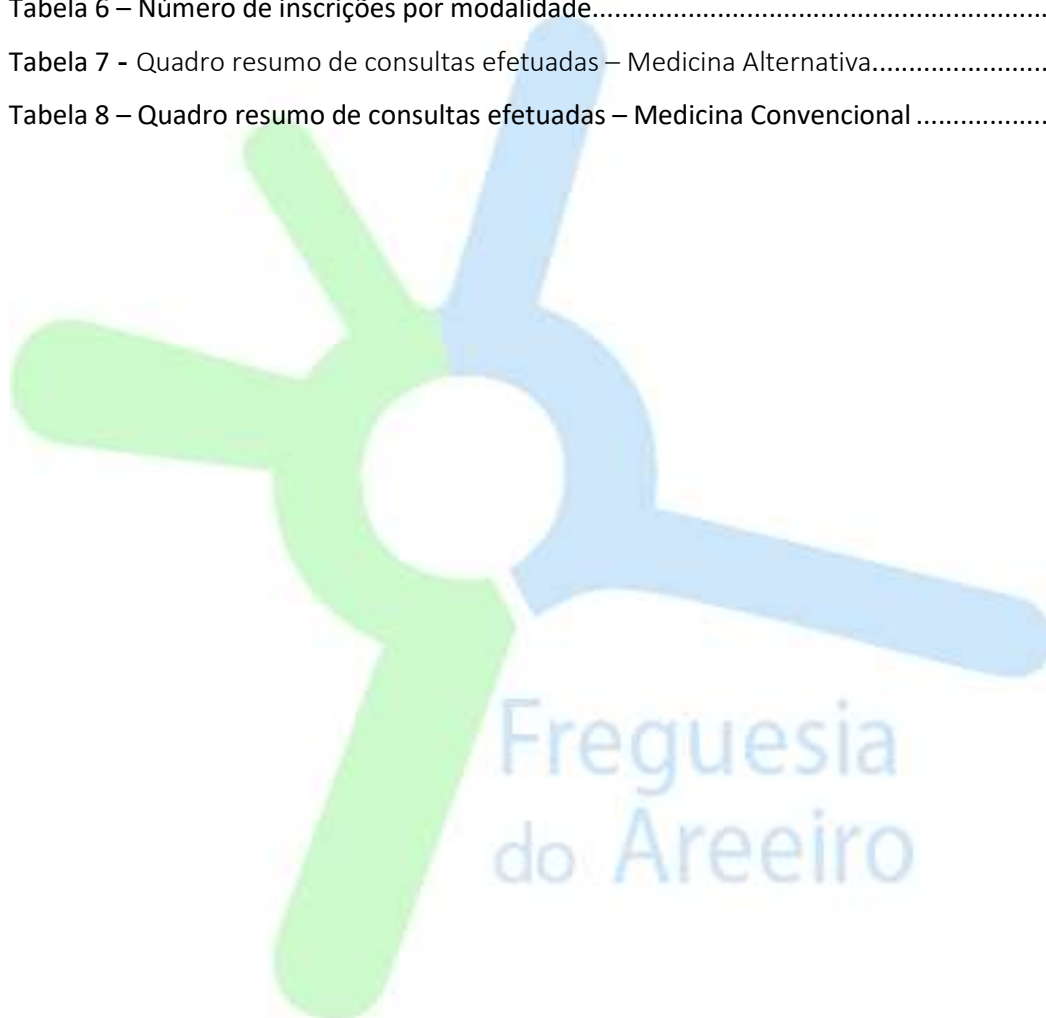 Tabela 6 – Número de inscrições por modalidade..............................................................
Tabela 7 - Quadro resumo de consultas efetuadas – Medicina Alternativa........................
Tabela 8 – Quadro resumo de consultas efetuadas – Medicina Convencional ..................
Freguesia
do Areeiro